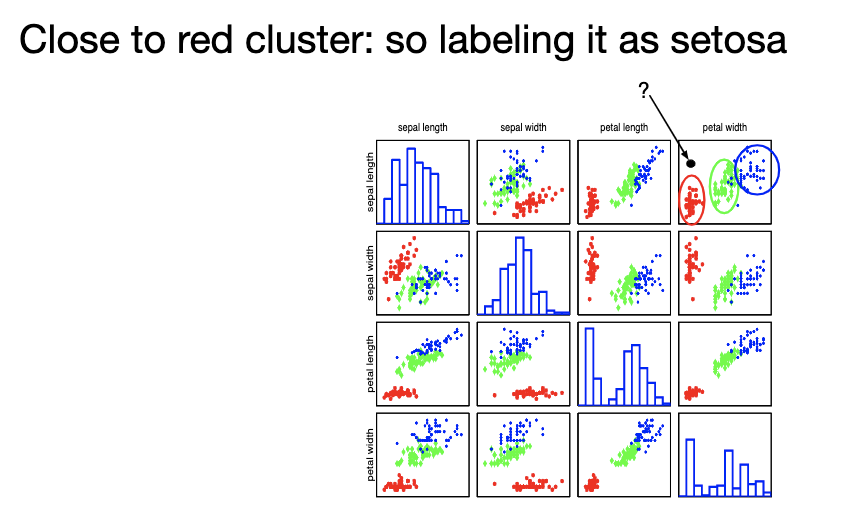 Close to red cluster: so labeling it as setosa
?
sepal length sepal width petal length petal width
sepal length
sepal width
petal length
petal width